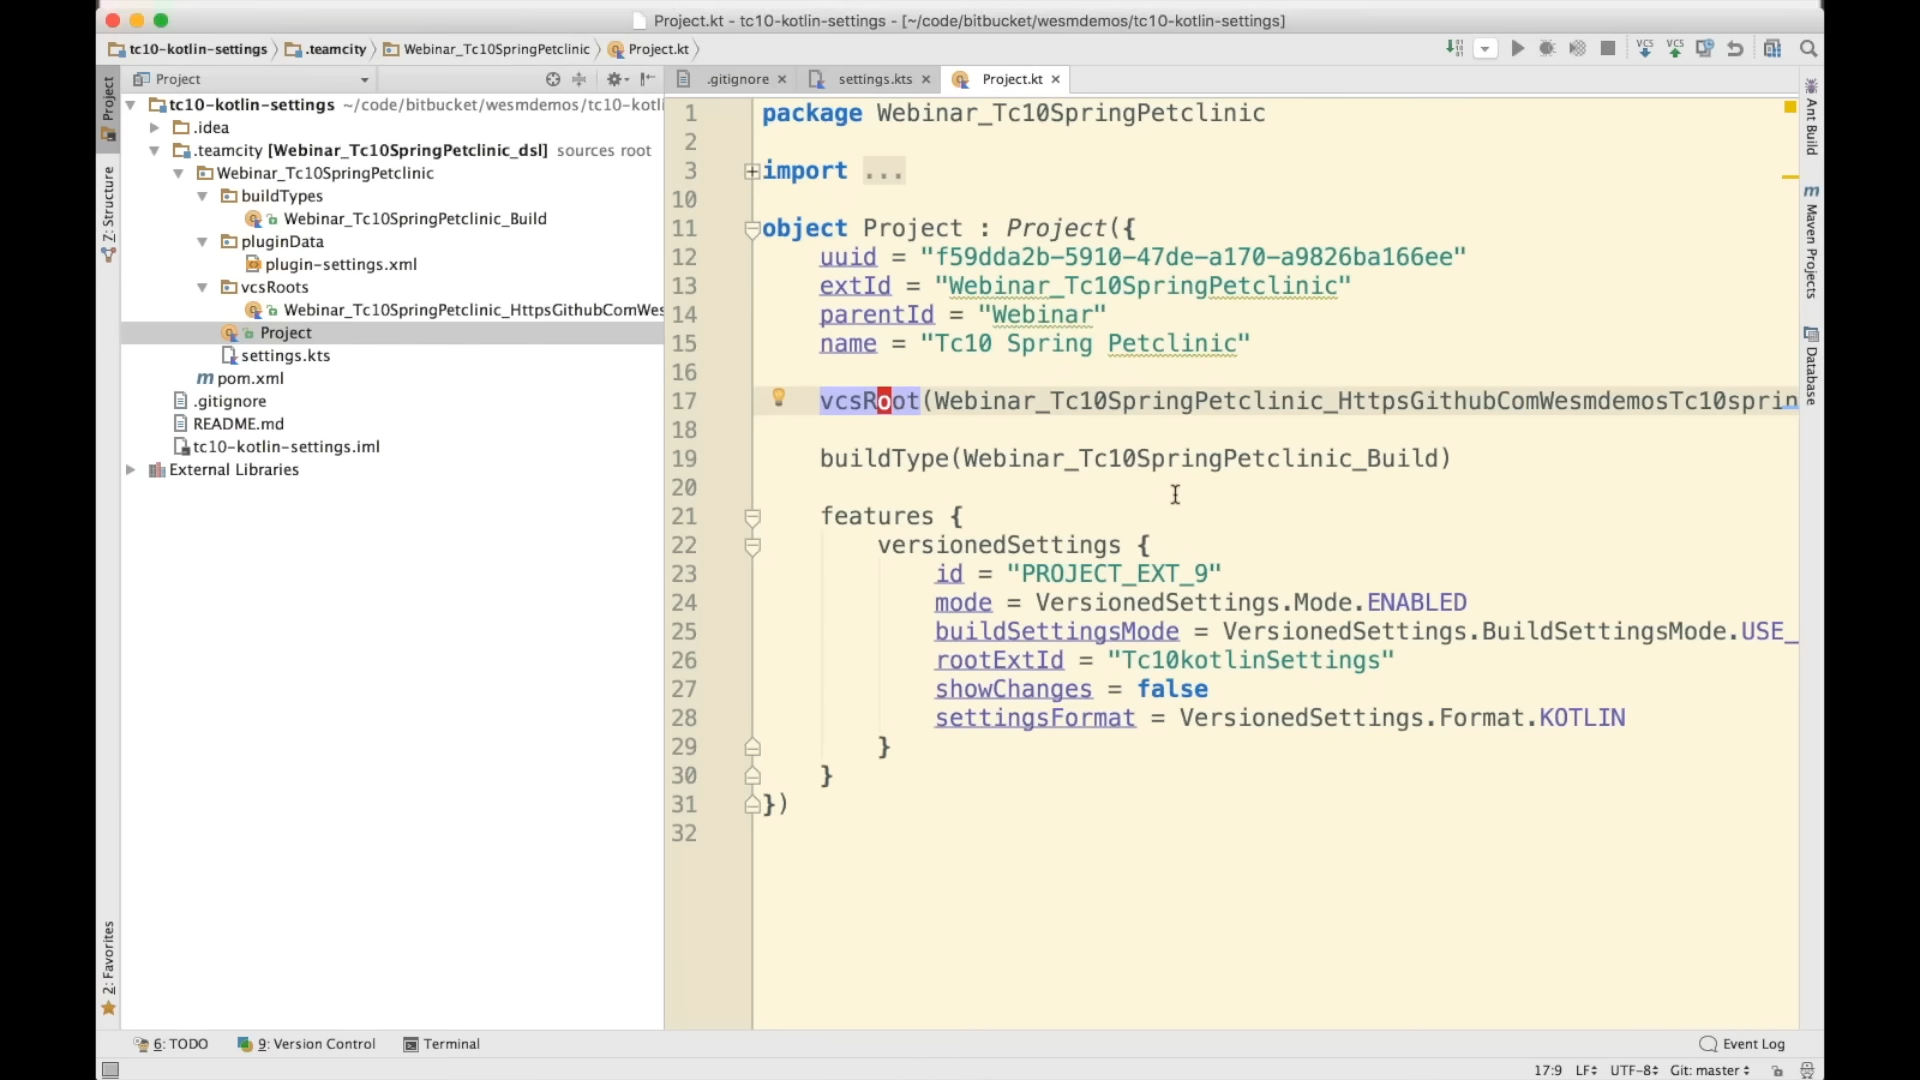 Project.kt - tc10-kotlin-settings - [~/code/bitbucket/wesmdemos/tc10-kotlin-settings]
tc10-kotlin-settings .teamcity Webinar_Tc10SpringPetclinic Project.kt
Project
.gitignore settings.kts Project.kt
tc10-kotlin-settings ~/code/bitbucket/wesmdemos/tc10-kotl
.idea
.teamcity [Webinar_Tc10SpringPetclinic_dsl] sources root
Webinar_Tc10SpringPetclinic
buildTypes
Webinar_Tc10SpringPetclinic_Build
pluginData
plugin-settings.xml
vcsRoots
Webinar_Tc10SpringPetclinic_HttpsGithubComWes
Project
settings.kts
pom.xml
.gitignore
README.md
tc10-kotlin-settings.iml
External Libraries
Project
Z: Structure
2: Favorites
1 package Webinar_Tc10SpringPetclinic
2
3 import ...
10
11 object Project : Project({
12 uuid = "f59dda2b-5910-47de-a170-a9826ba166ee"
13 extId = "Webinar_Tc10SpringPetclinic"
14 parentId = "Webinar"
15 name = "Tc10 Spring Petclinic"
16
17 vcsRoot(Webinar_Tc10SpringPetclinic_HttpsGithubComWesmdemosTc10sprin
18
19 buildType(Webinar_Tc10SpringPetclinic_Build)
20
21 features {
22 versionedSettings {
23 id = "PROJECT_EXT_9"
24 mode = VersionedSettings.Mode.ENABLED
25 buildSettingsMode = VersionedSettings.BuildSettingsMode.USE_
26 rootExtId = "Tc10kotlinSettings"
27 showChanges = false
28 settingsFormat = VersionedSettings.Format.KOTLIN
29 }
30 }
31 })
32
VCS VCS
Ant Build
Maven Projects
Database
6: TODO 9: Version Control Terminal Event Log
17:9 LF UTF-8 Git: master